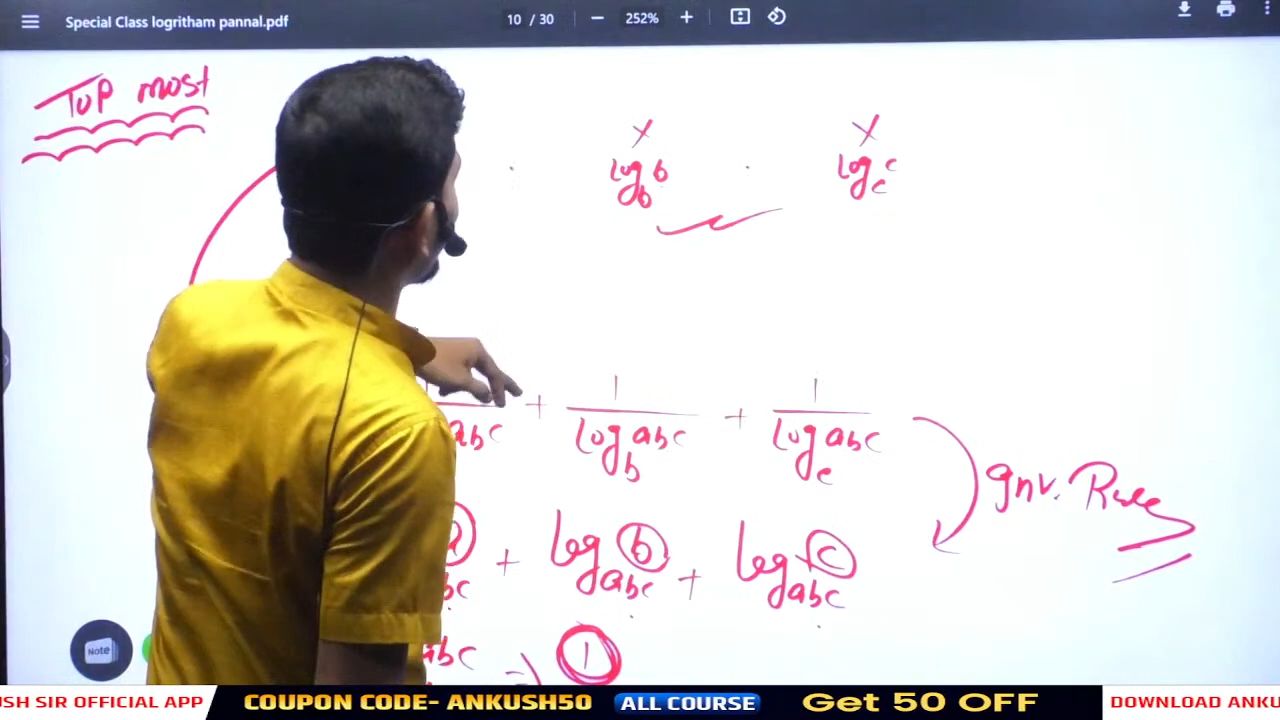 Special Class logritham pannal.pdf 10 / 30 252%
Top most
x x
log_b b . log_c c
1 1
abc + log_b abc + log_c abc
Inv. Rule
a + log_abc b + log_abc c
bc
abc => 1
Note
USH SIR OFFICIAL APP COUPON CODE- ANKUSH50 ALL COURSE Get 50 OFF DOWNLOAD ANKU